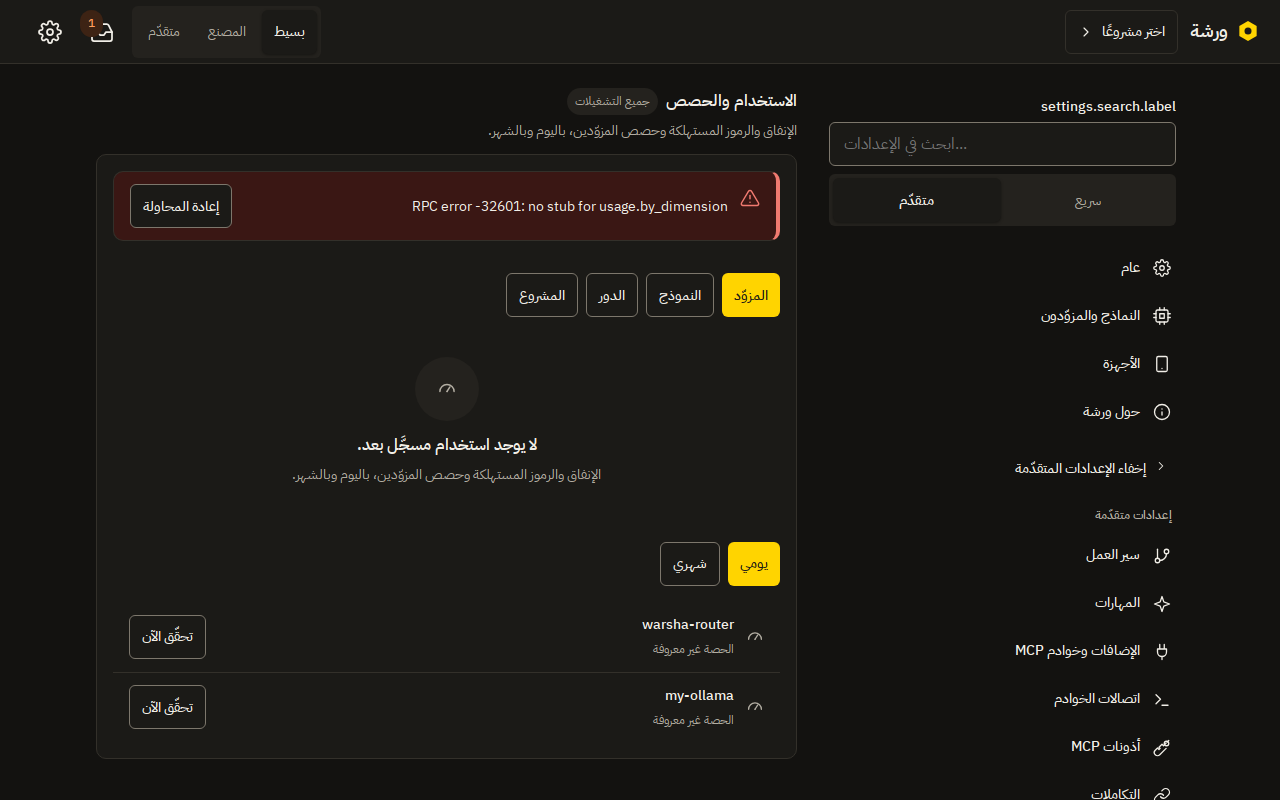 ورشة
اختر مشروعًا
بسيط
المصنع
متقدّم
1
settings.search.label
ابحث في الإعدادات...
سريع
متقدّم
عام
النماذج والمزوّدون
الأجهزة
حول ورشة
إخفاء الإعدادات المتقدّمة
إعدادات متقدّمة
سير العمل
المهارات
الإضافات وخوادم MCP
اتصالات الخوادم
أذونات MCP
التكاملات
الاستخدام والحصص
جميع التشغيلات
الإنفاق والرموز المستهلكة وحصص المزوّدين، باليوم وبالشهر.
RPC error -32601: no stub for usage.by_dimension
إعادة المحاولة
المزوّد
النموذج
الدور
المشروع
لا يوجد استخدام مسجَّل بعد.
الإنفاق والرموز المستهلكة وحصص المزوّدين، باليوم وبالشهر.
يومي
شهري
warsha-router
الحصة غير معروفة
تحقّق الآن
my-ollama
الحصة غير معروفة
تحقّق الآن